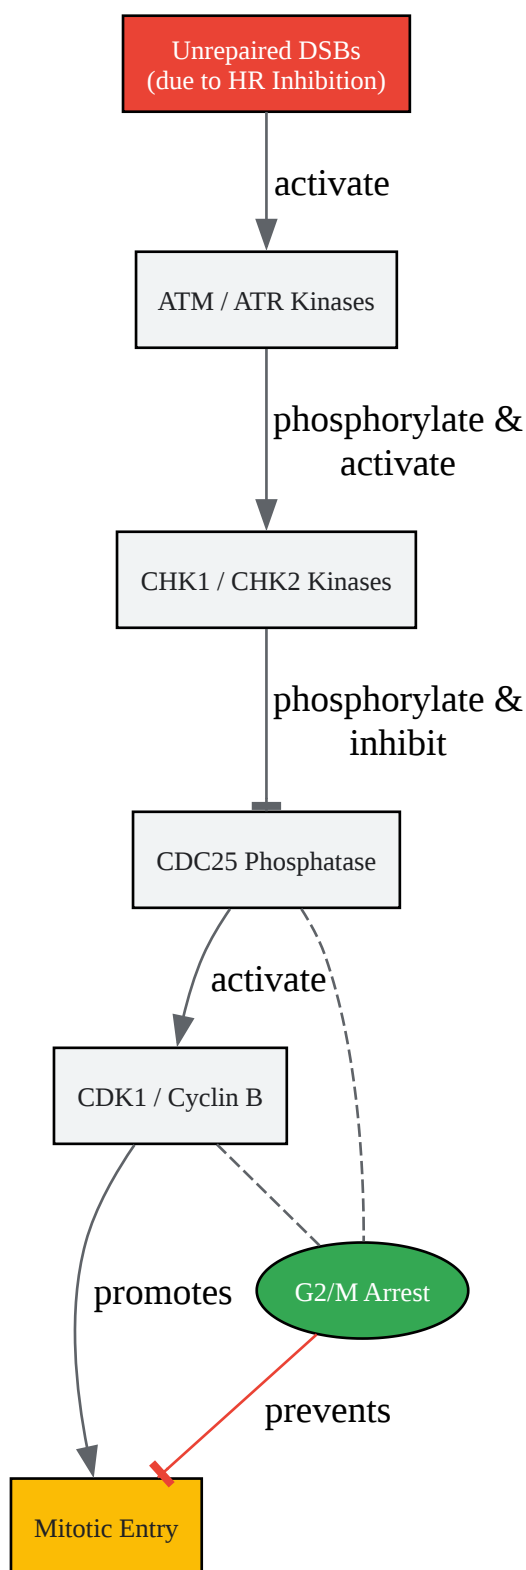 Unrepaired DSBs
(due to HR Inhibition)
activate
ATM / ATR Kinases
phosphorylate &
activate
CHK1 / CHK2 Kinases
phosphorylate &
inhibit
CDC25 Phosphatase
activate
CDK1 / Cyclin B
promotes
G2/M Arrest
prevents
Mitotic Entry